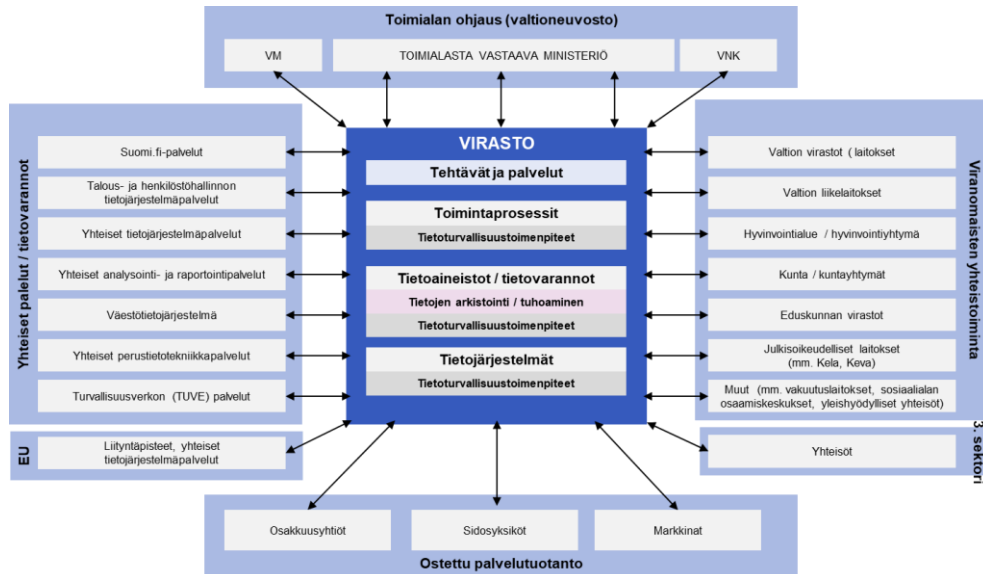 Toimialan ohjaus (valtioneuvosto)
VM
TOIMIALASTA VASTAAVA MINISTERIÖ
VNK
Yhteiset palelut / tietovarannot
Suomi.fi-palvelut
Talous- ja henkilöstöhallinnon
tietojärjestelmäpalvelut
Yhteiset tietojärjestelmäpalvelut
Yhteiset analysointi- ja raportointipalvelut
Väestötietojärjestelmä
Yhteiset perustietotekniikkapalvelut
Turvallisuusverkon (TUVE) palvelut
EU
Liityntäpisteet, yhteiset
tietojärjestelmäpalvelut
VIRASTO
Tehtävät ja palvelut
Toimintaprosessit
Tietoturvallisuustoimenpiteet
Tietoaineistot / tietovarannot
Tietojen arkistointi / tuhoaminen
Tietoturvallisuustoimenpiteet
Tietojärjestelmät
Tietoturvallisuustoimenpiteet
Viranomaisten yhteistoiminta
Valtion virastot ( laitokset
Valtion liikelaitokset
Hyvinvointialue / hyvinvointiyhtymä
Kunta / kuntayhtymät
Eduskunnan virastot
Julkisoikeudelliset laitokset
(mm. Kela, Keva)
Muut (mm. vakuutuslaitokset, sosiaalialan
osaamiskeskukset, yleishyödylliset yhteisöt)
3. sektori
Yhteisöt
Osakkuusyhtiöt
Sidosyksiköt
Markkinat
Ostettu palvelutuotanto